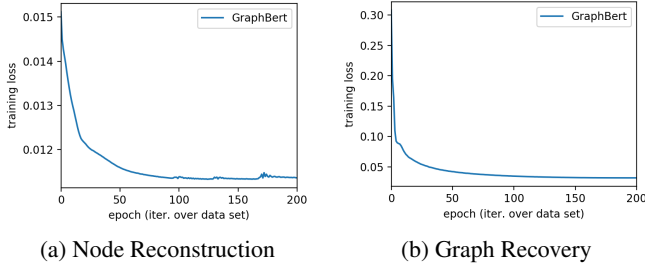 0.015
0.014
0.013
0.012
training loss
GraphBert
0 50 100 150 200
epoch (iter. over data set)
(a) Node Reconstruction
0.30
0.25
0.20
0.15
0.10
0.05
training loss
GraphBert
0 50 100 150 200
epoch (iter. over data set)
(b) Graph Recovery